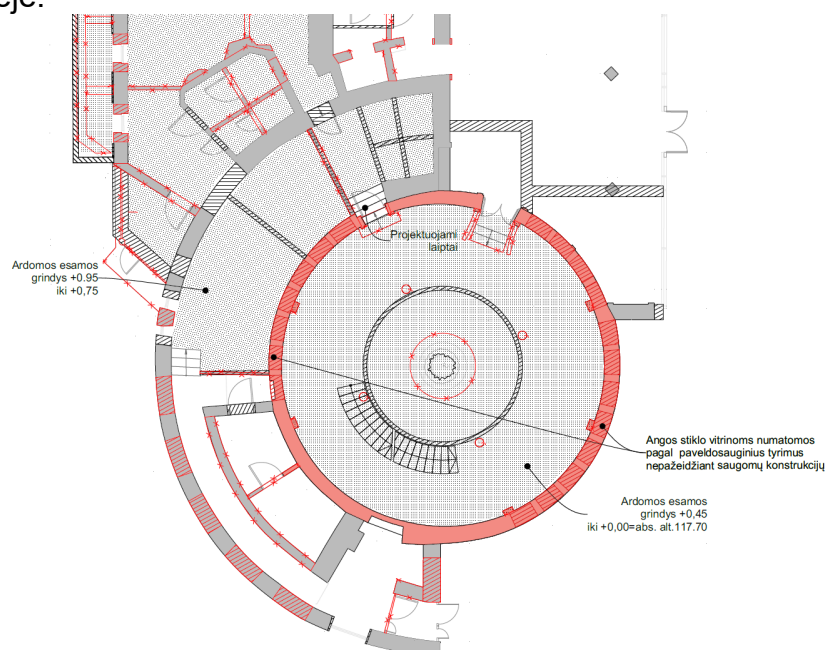 Projektuojami
laiptai
Ardomos esamos
grindys +0.95
iki +0,75
Angos stiklo vitrinoms numatomos
pagal paveldosauginius tyrimus
nepažeidžiant saugomų konstrukcijų
Ardomos esamos
grindys +0,45
iki +0,00=abs. alt.117.70